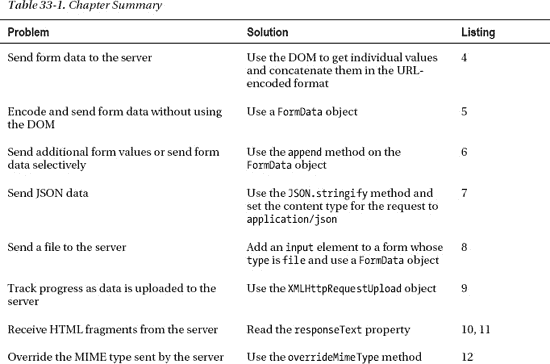 Table 33-1. Chapter Summary
Problem Solution Listing
Send form data to the server Use the DOM to get individual values 4
and concatenate them in the URL-
encoded format
Encode and send form data without using Use a FormData object 5
the DOM
Send additional form values or send form Use the append method on the 6
data selectively FormData object
Send JSON data Use the JSON.stringify method and 7
set the content type for the request to
application/json
Send a file to the server Add an input element to a form whose 8
type is file and use a FormData object
Track progress as data is uploaded to the Use the XMLHttpRequestUpload object 9
server
Receive HTML fragments from the server Read the responseText property 10, 11
Override the MIME type sent by the server Use the overrideMimeType method 12